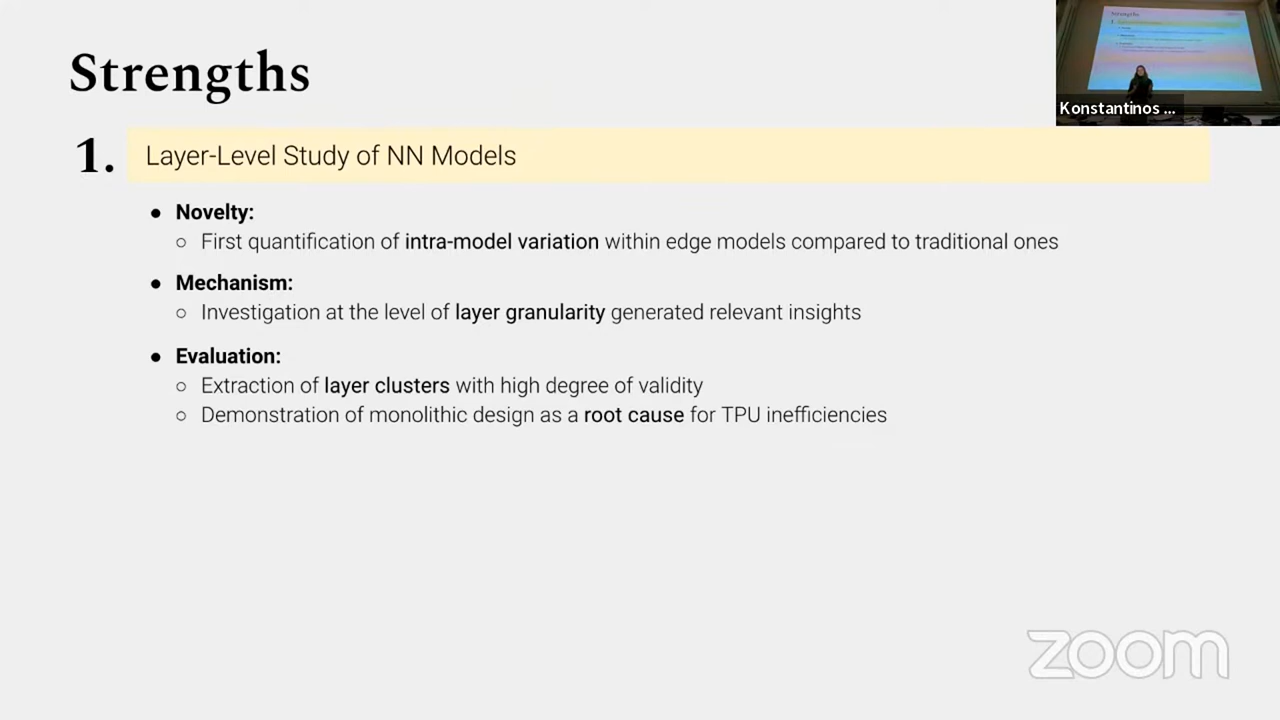 Strengths
Konstantinos ...
1.
Layer-Level Study of NN Models
● Novelty:
○ First quantification of intra-model variation within edge models compared to traditional ones
● Mechanism:
○ Investigation at the level of layer granularity generated relevant insights
● Evaluation:
○ Extraction of layer clusters with high degree of validity
○ Demonstration of monolithic design as a root cause for TPU inefficiencies
zoom